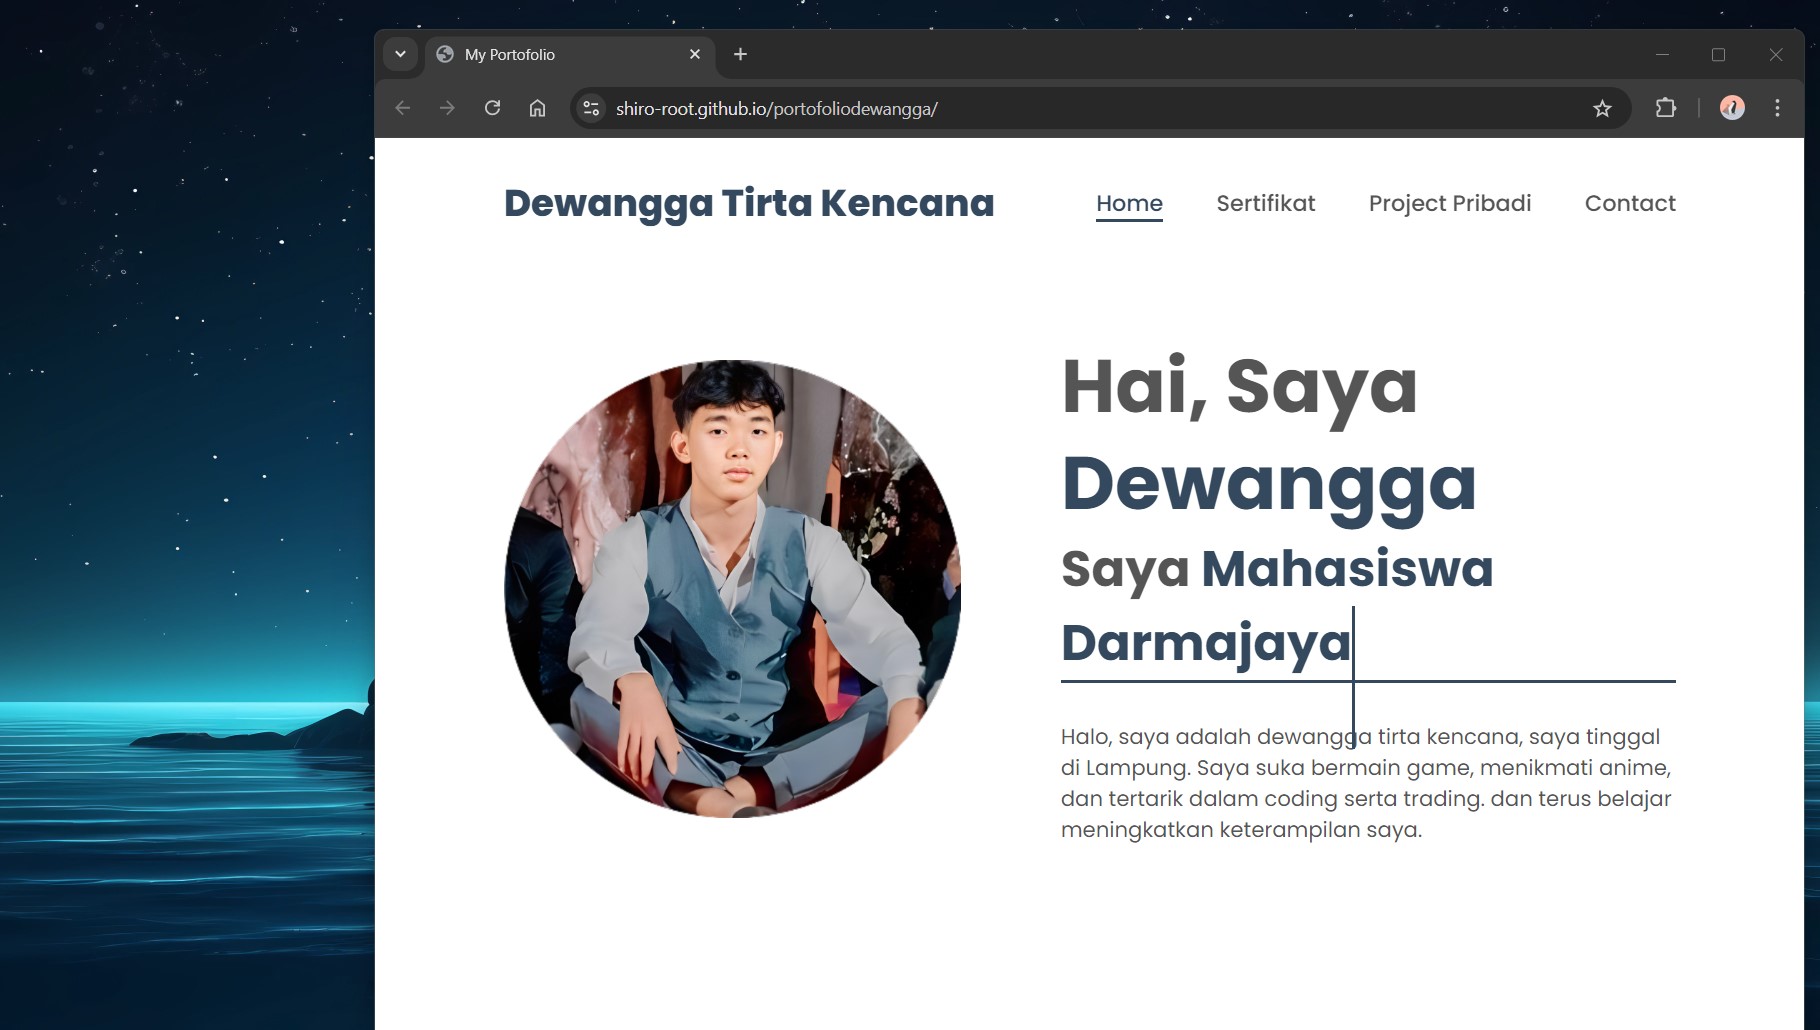 My Portofolio
shiro-root.github.io/portofoliodewangga/
Dewangga Tirta Kencana
Home
Sertifikat
Project Pribadi
Contact
Hai, Saya
Dewangga
Saya Mahasiswa
Darmajaya
Halo, saya adalah dewangga tirta kencana, saya tinggal
di Lampung. Saya suka bermain game, menikmati anime,
dan tertarik dalam coding serta trading. dan terus belajar
meningkatkan keterampilan saya.